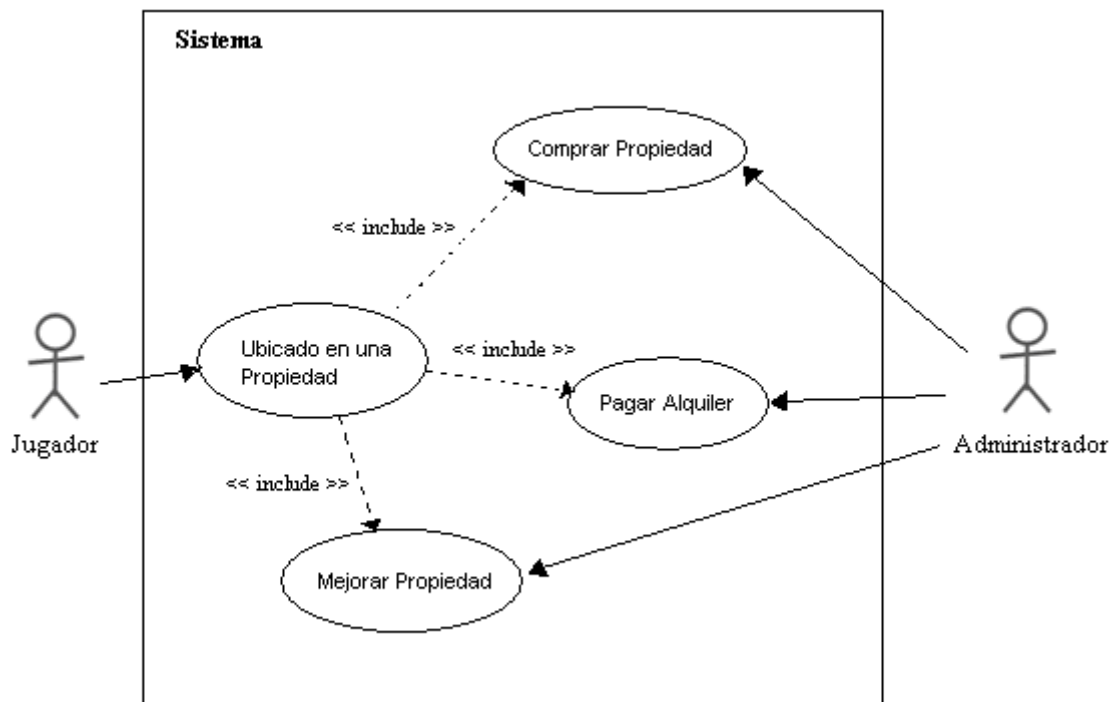 Sistema
Comprar Propiedad
<< include >>
Ubicado en una
Propiedad
<< include >>
Pagar Alquiler
Jugador
Administrador
<< include >>
Mejorar Propiedad